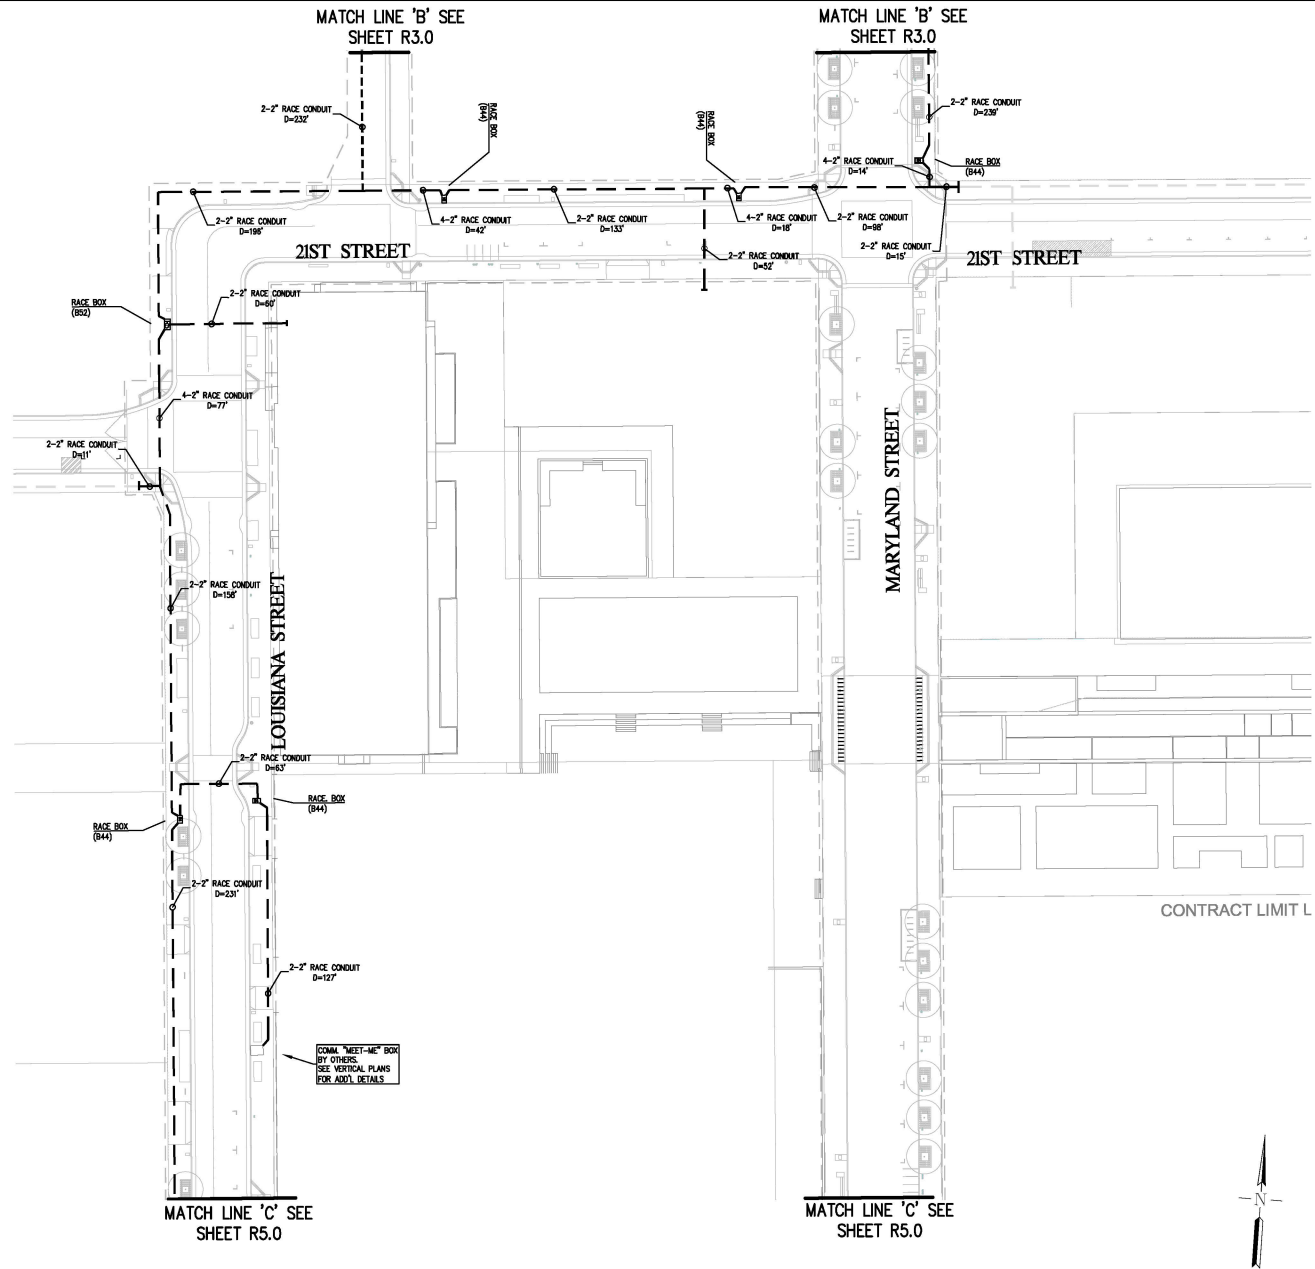 MATCH LINE 'B' SEE
SHEET R3.0
MATCH LINE 'B' SEE
SHEET R3.0
2-2" RACE CONDUIT
D=232'
RACE BOX
(B44)
RACE BOX
(B44)
2-2" RACE CONDUIT
D=239'
4-2" RACE CONDUIT
D=14'
RACE BOX
(B44)
2-2" RACE CONDUIT
D=196'
4-2" RACE CONDUIT
D=42'
2-2" RACE CONDUIT
D=133'
4-2" RACE CONDUIT
D=18'
2-2" RACE CONDUIT
D=98'
21ST STREET
2-2" RACE CONDUIT
D=52'
2-2" RACE CONDUIT
D=15'
21ST STREET
RACE BOX
(B52)
2-2" RACE CONDUIT
D=60'
4-2" RACE CONDUIT
D=77'
2-2" RACE CONDUIT
D=11'
MARYLAND STREET
2-2" RACE CONDUIT
D=158'
LOUISIANA STREET
2-2" RACE CONDUIT
D=63'
RACE BOX
(B44)
RACE BOX
(B44)
2-2" RACE CONDUIT
D=231'
CONTRACT LIMIT L
2-2" RACE CONDUIT
D=127'
COMM. "MEET-ME" BOX
BY OTHERS.
SEE VERTICAL PLANS
FOR ADD'L DETAILS
N
MATCH LINE 'C' SEE
SHEET R5.0
MATCH LINE 'C' SEE
SHEET R5.0